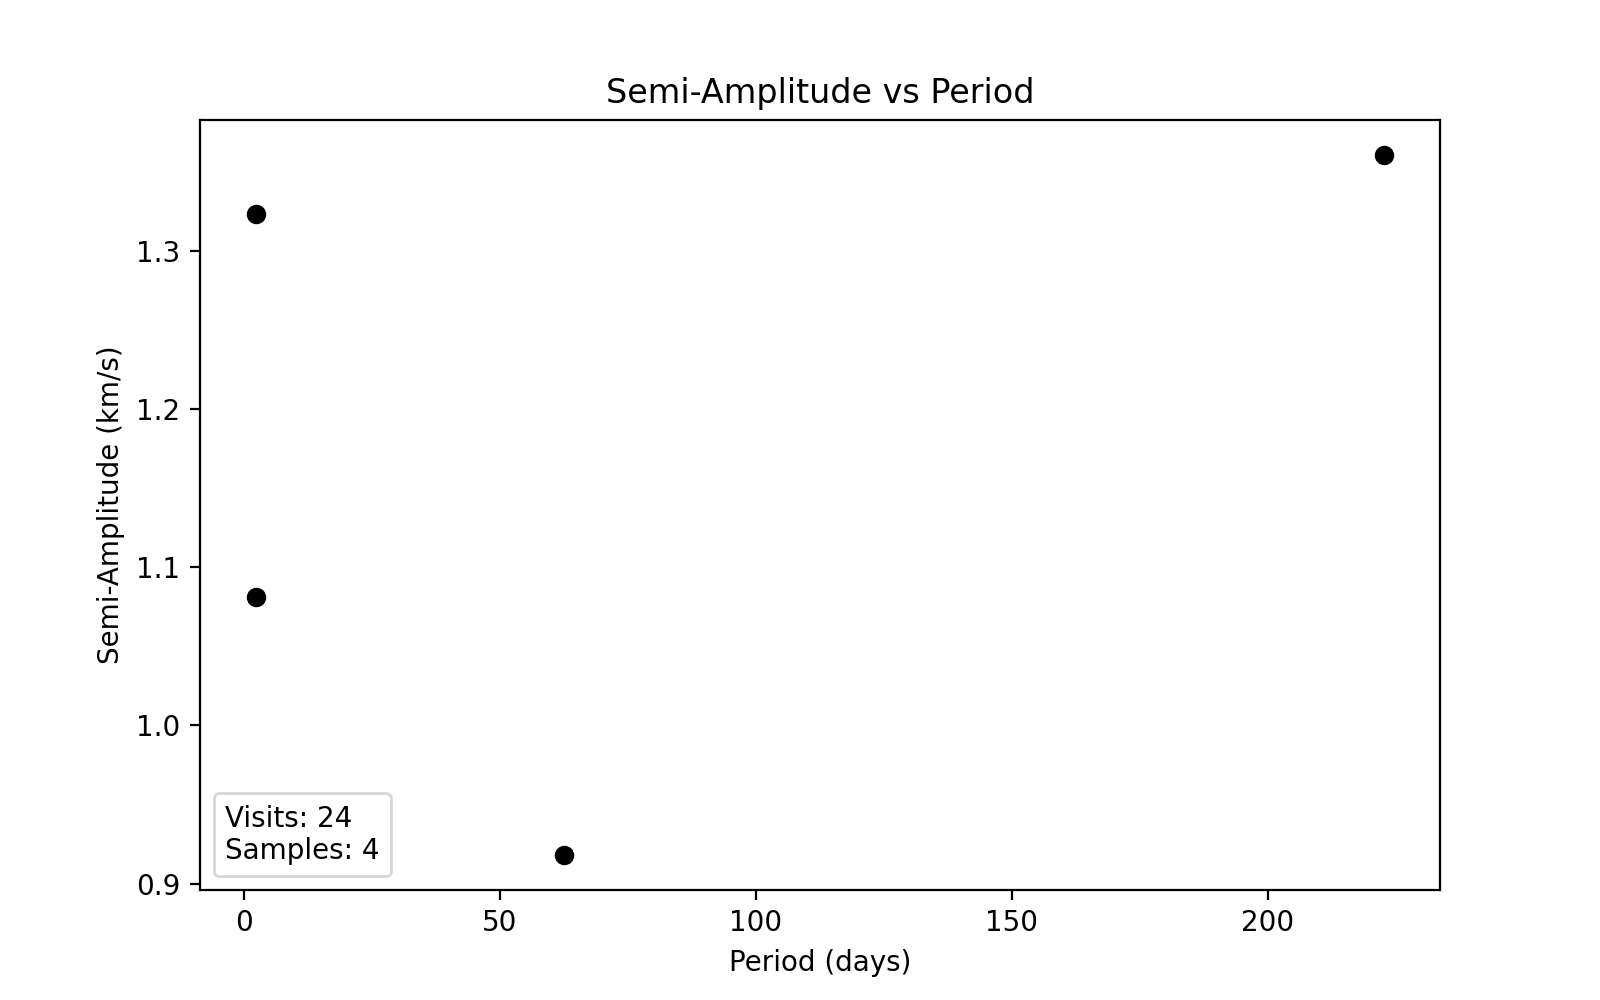 Semi-Amplitude vs Period
Semi-Amplitude (km/s)
1.3
1.2
1.1
1.0
0.9
Visits: 24
Samples: 4
0 50 100 150 200
Period (days)